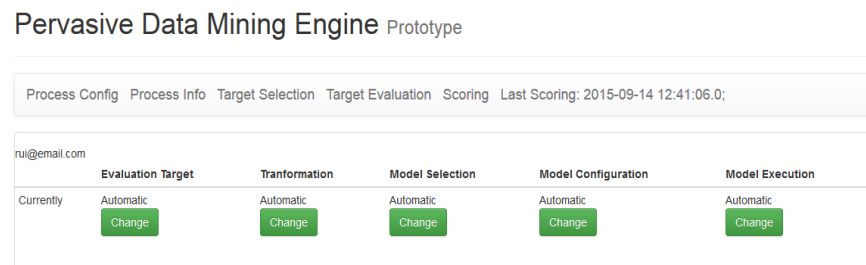 Pervasive Data Mining Engine Prototype
Process Config Process Info Target Selection Target Evaluation Scoring Last Scoring: 2015-09-14 12:41:06.0;
rui@email.com
Evaluation Target Tranformation Model Selection Model Configuration Model Execution
Currently Automatic Automatic Automatic Automatic Automatic
Change Change Change Change Change